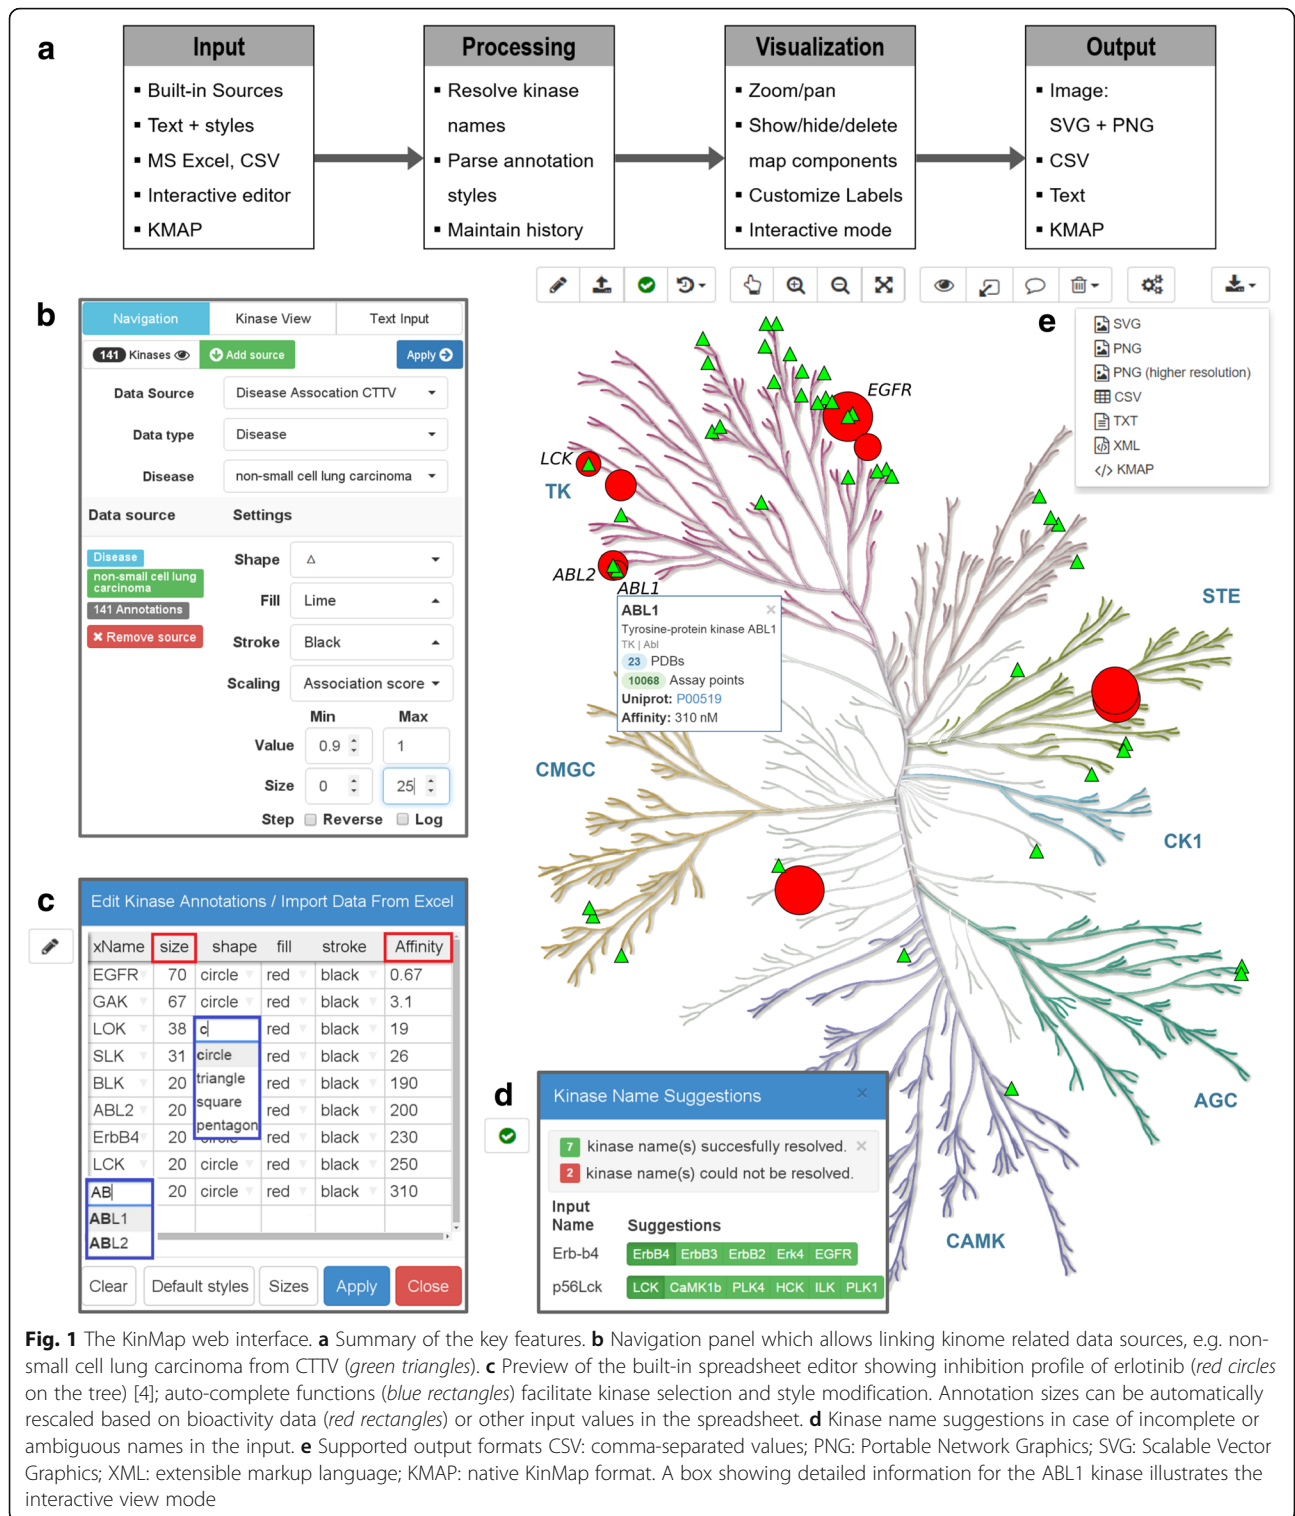 a
Input
Processing
Visualization
Output
▪ Built-in Sources
▪ Text + styles
▪ MS Excel, CSV
▪ Interactive editor
▪ KMAP
▪ Resolve kinase
names
▪ Parse annotation
styles
▪ Maintain history
▪ Zoom/pan
▪ Show/hide/delete
map components
▪ Customize Labels
▪ Interactive mode
▪ Image:
SVG + PNG
▪ CSV
▪ Text
▪ KMAP
b
Navigation Kinase View Text Input
141 Kinases Add source Apply
Data Source Disease Assocation CTTV
Data type Disease
Disease non-small cell lung carcinoma
Data source Settings
Disease
non-small cell lung
carcinoma
141 Annotations
Remove source
Shape △
Fill Lime
Stroke Black
Scaling Association score
Min Max
Value 0.9 1
Size 0 25
Step Reverse Log
e
SVG
PNG
PNG (higher resolution)
CSV
TXT
XML
KMAP
EGFR
LCK
TK
ABL2
ABL1
ABL1
Tyrosine-protein kinase ABL1
TK | Abl
23 PDBs
10068 Assay points
Uniprot: P00519
Affinity: 310 nM
STE
CMGC
CK1
AGC
CAMK
c
Edit Kinase Annotations / Import Data From Excel
xName size shape fill stroke Affinity
EGFR 70 circle red black 0.67
GAK 67 circle red black 3.1
LOK 38 c red black 19
SLK 31 circle red black 26
BLK 20 triangle red black 190
ABL2 20 square red black 200
pentagon
ErbB4 20 circle red black 230
LCK 20 circle red black 250
AB 20 circle red black 310
ABL1
ABL2
Clear Default styles Sizes Apply Close
d
Kinase Name Suggestions
7 kinase name(s) succesfully resolved.
2 kinase name(s) could not be resolved.
Input
Name Suggestions
Erb-b4 ErbB4 ErbB3 ErbB2 Erk4 EGFR
p56Lck LCK CaMK1b PLK4 HCK ILK PLK1
Fig. 1 The KinMap web interface. a Summary of the key features. b Navigation panel which allows linking kinome related data sources, e.g. non-
small cell lung carcinoma from CTTV (green triangles). c Preview of the built-in spreadsheet editor showing inhibition profile of erlotinib (red circles
on the tree) [4]; auto-complete functions (blue rectangles) facilitate kinase selection and style modification. Annotation sizes can be automatically
rescaled based on bioactivity data (red rectangles) or other input values in the spreadsheet. d Kinase name suggestions in case of incomplete or
ambiguous names in the input. e Supported output formats CSV: comma-separated values; PNG: Portable Network Graphics; SVG: Scalable Vector
Graphics; XML: extensible markup language; KMAP: native KinMap format. A box showing detailed information for the ABL1 kinase illustrates the
interactive view mode